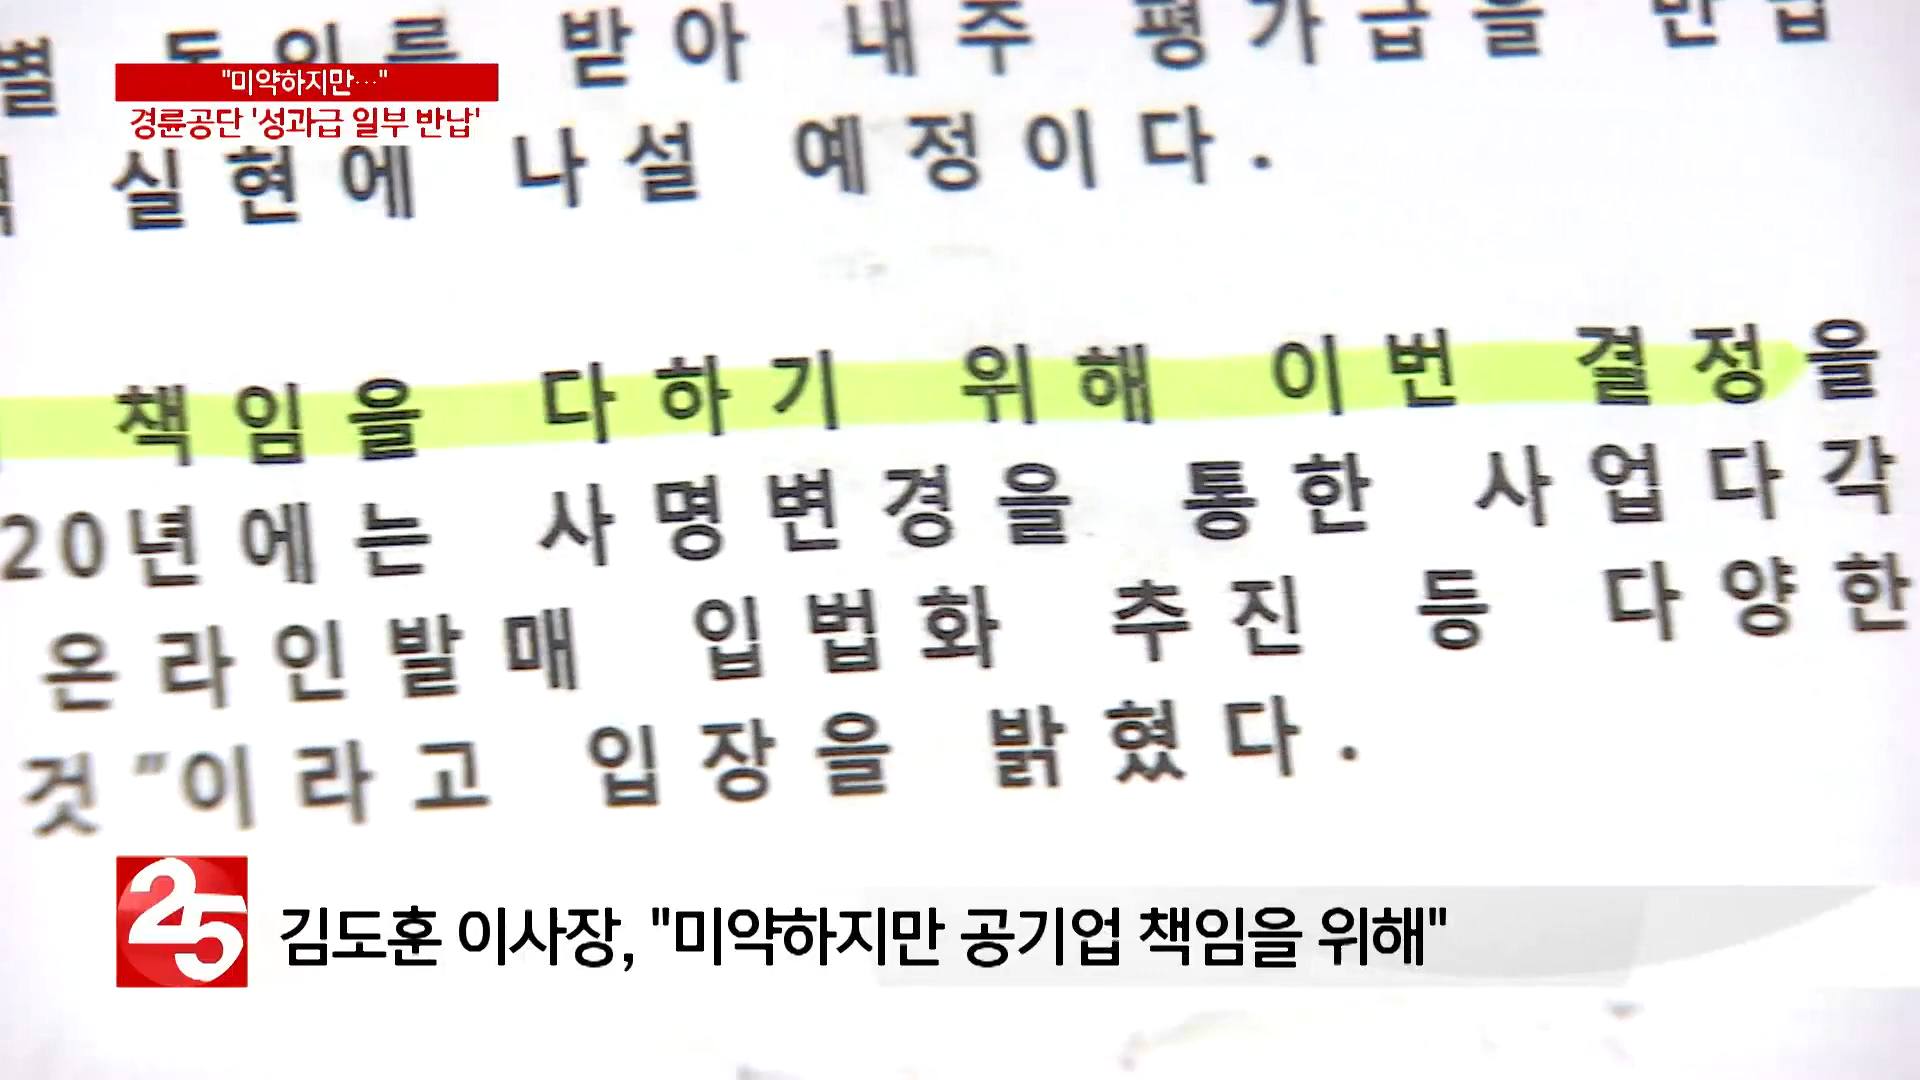 "미약하지만…"
경륜공단 '성과급 일부 반납'
별 동의를 받아 내주 평가급을 반납
실현에 나설 예정이다.
책임을 다하기 위해 이번 결정을
20년에는 사명변경을 통한 사업다각
온라인발매 입법화 추진 등 다양한
것"이라고 입장을 밝혔다.
25
김도훈 이사장, "미약하지만 공기업 책임을 위해"